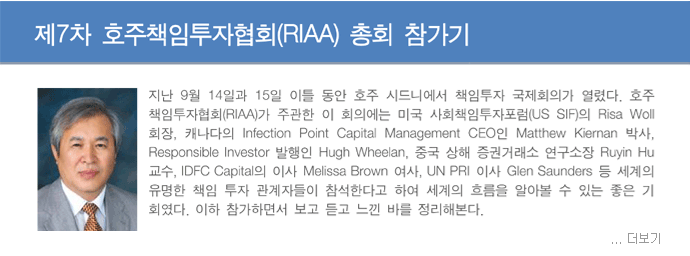 제7차 호주책임투자협회(RIAA) 총회 참가기
지난 9월 14일과 15일 이틀 동안 호주 시드니에서 책임투자 국제회의가 열렸다. 호주
책임투자협회(RIAA)가 주관한 이 회의에는 미국 사회책임투자포럼(US SIF)의 Risa Woll
회장, 캐나다의 Infection Point Capital Management CEO인 Matthew Kiernan 박사,
Responsible Investor 발행인 Hugh Wheelan, 중국 상해 증권거래소 연구소장 Ruyin Hu
교수, IDFC Capital의 이사 Melissa Brown 여사, UN PRI 이사 Glen Saunders 등 세계의
유명한 책임 투자 관계자들이 참석한다고 하여 세계의 흐름을 알아볼 수 있는 좋은 기
회였다. 이하 참가하면서 보고 듣고 느낀 바를 정리해본다.
... 더보기